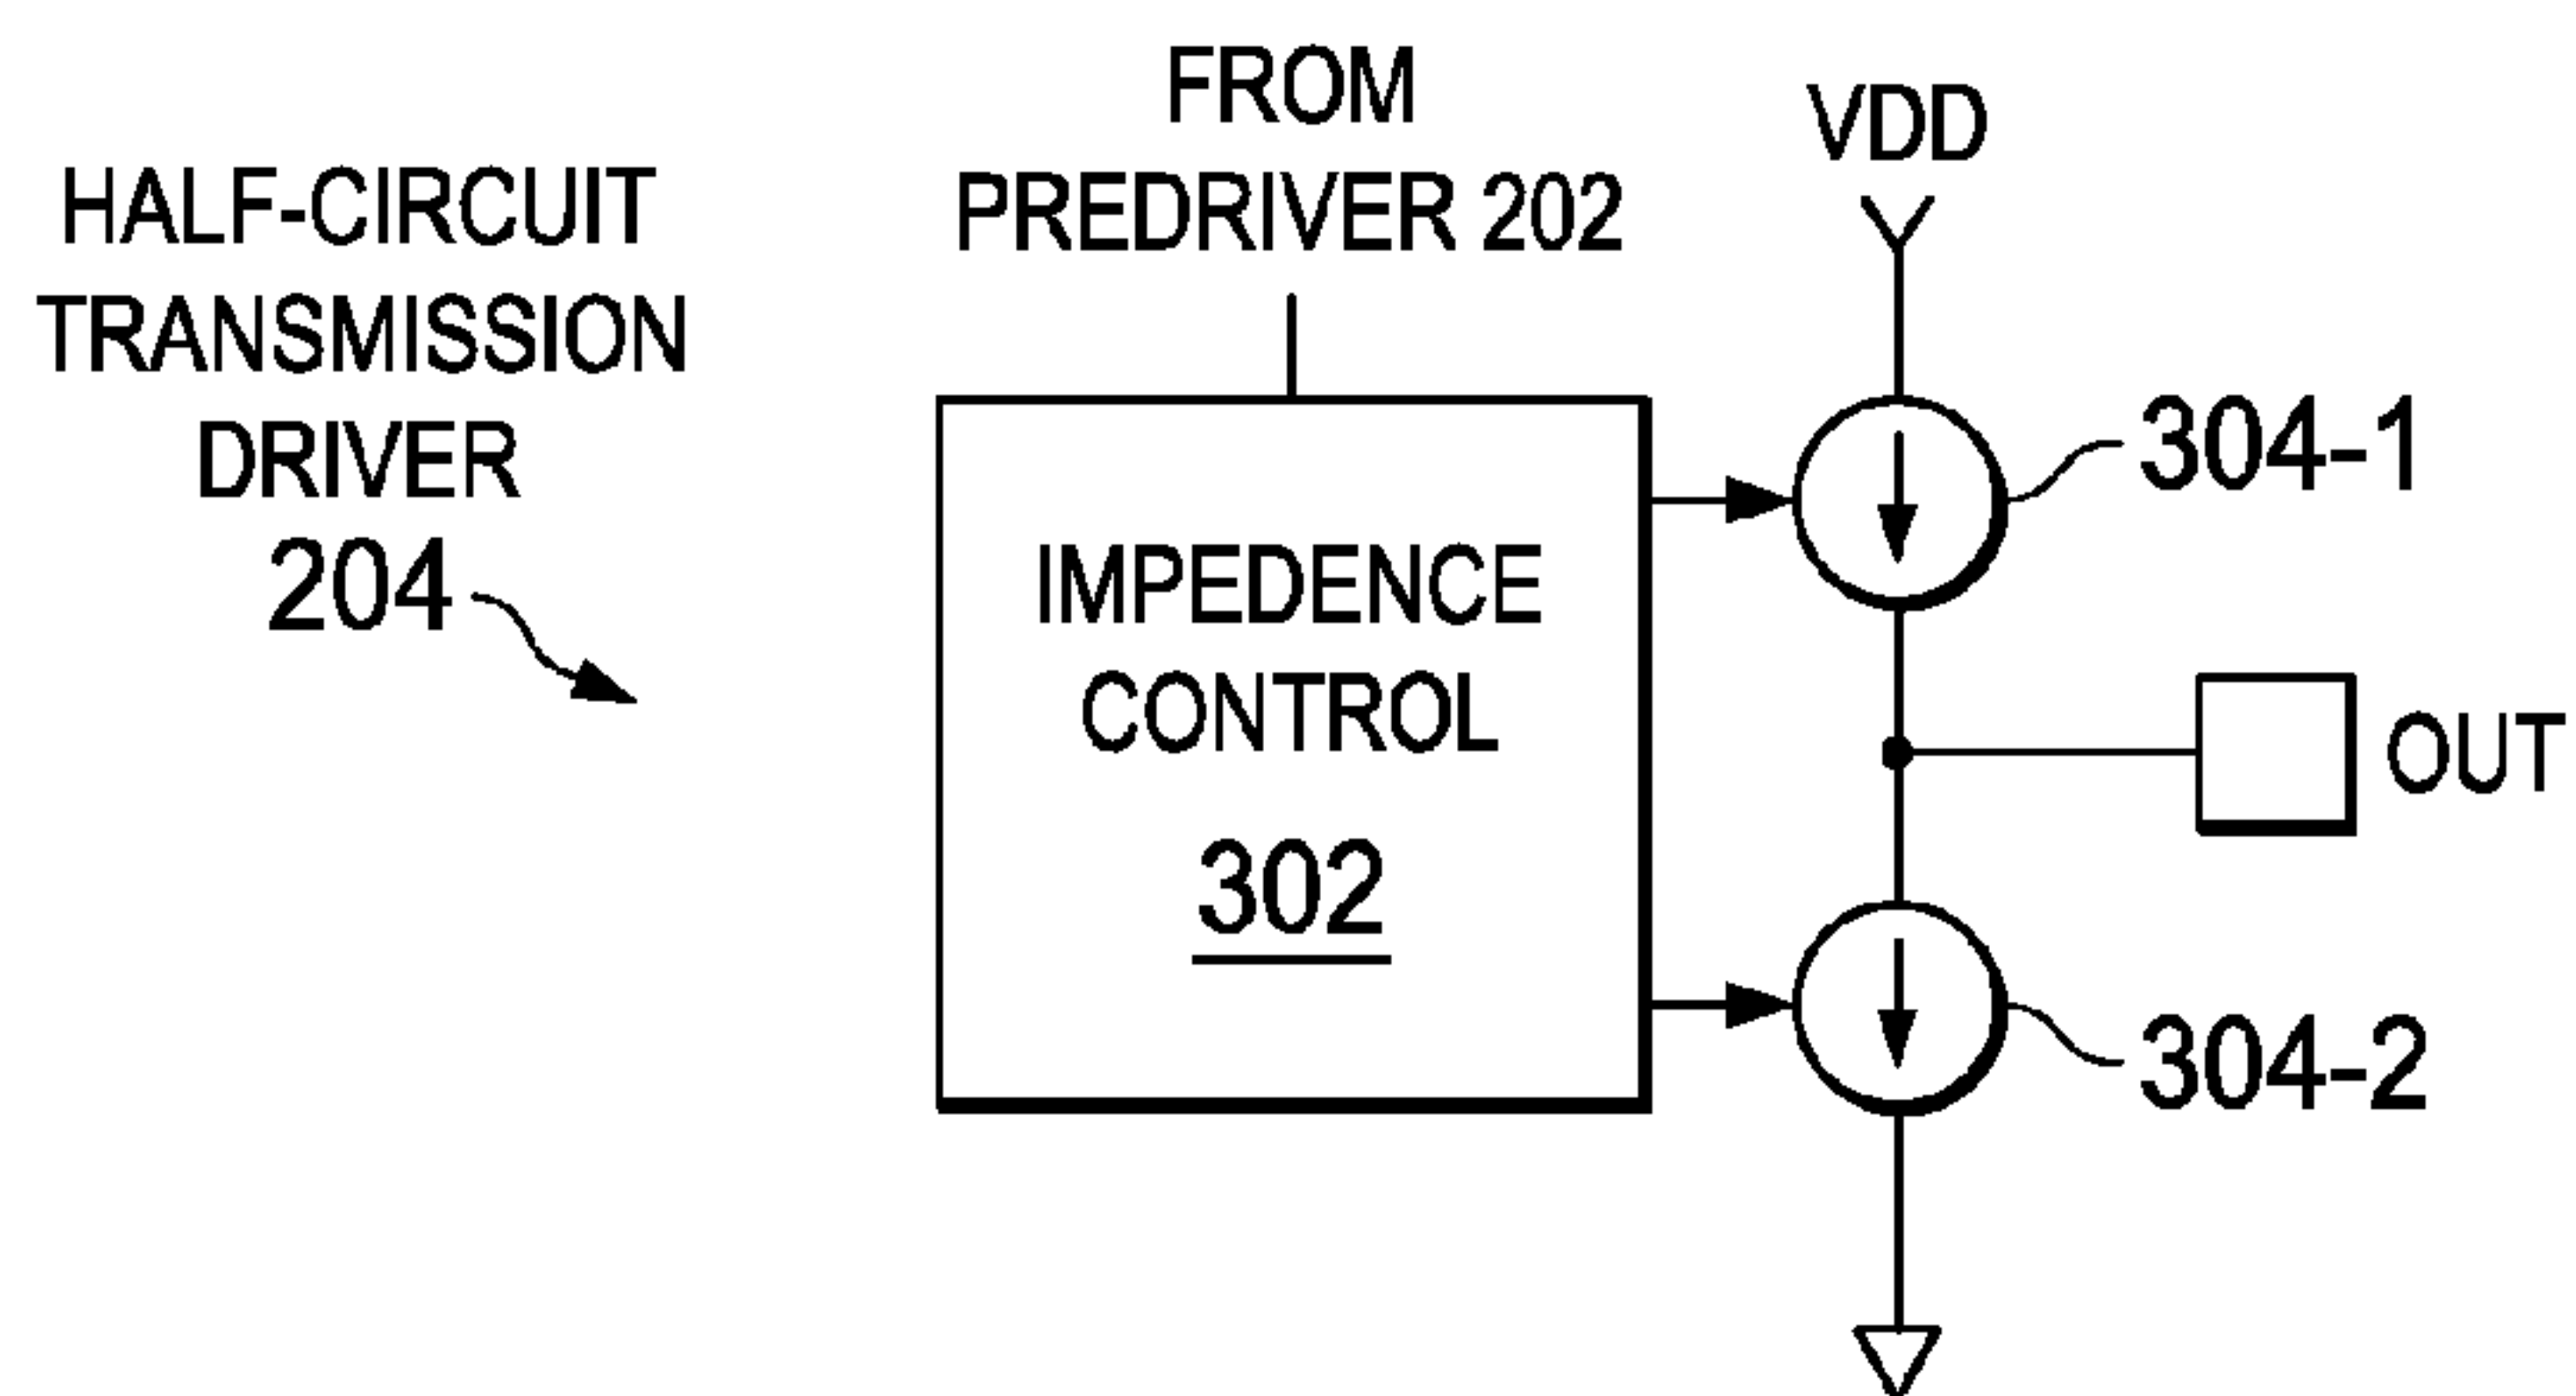 HALF-CIRCUIT
TRANSMISSION
DRIVER
204
FROM
PREDRIVER 202
VDD
IMPEDENCE
CONTROL
302
304-1
OUT
304-2